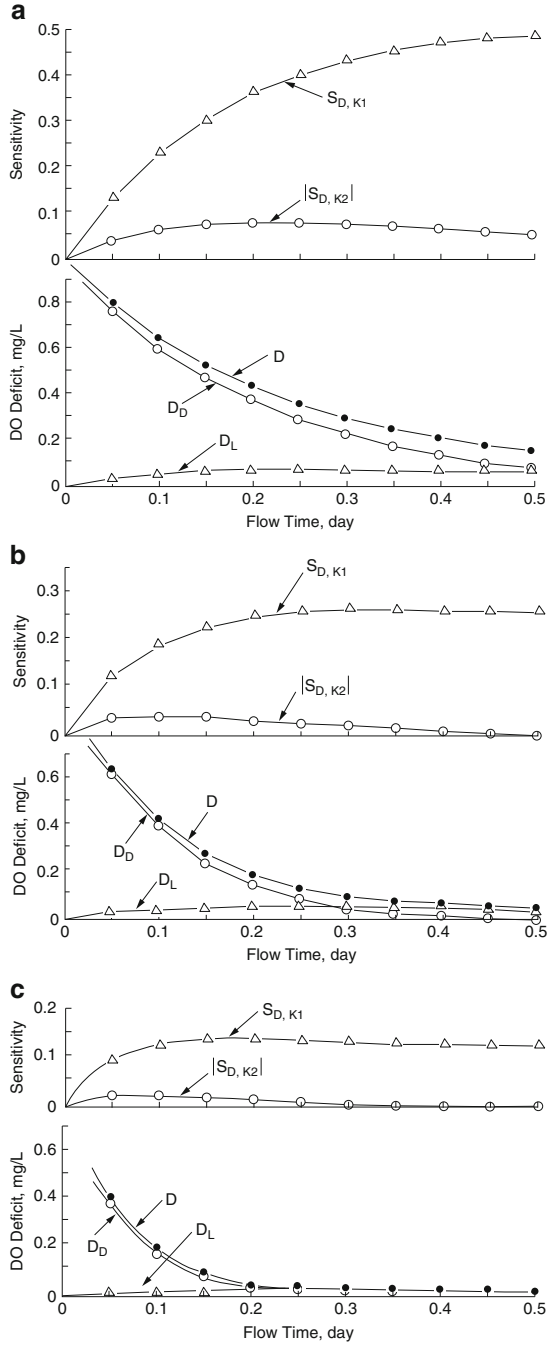 a
0.5
0.4
0.3
0.2
0.1
0
Sensitivity
S_D, K1
|S_D, K2|
0.8
0.6
0.4
0.20
0
DO Deficit, mg/L
D
D_D
D_L
0 0.1 0.2 0.3 0.4 0.5
Flow Time, day
b
0.3
0.2
0.1
0
Sensitivity
S_D, K1
|S_D, K2|
0.6
0.4
0.2
0
DO Deficit, mg/L
D
D_D
D_L
0 0.1 0.2 0.3 0.4 0.5
Flow Time, day
c
0.2
0.1
0
Sensitivity
S_D, K1
|S_D, K2|
0.6
0.4
0.2
0
DO Deficit, mg/L
D
D_D
D_L
0 0.1 0.2 0.3 0.4 0.5
Flow Time, day